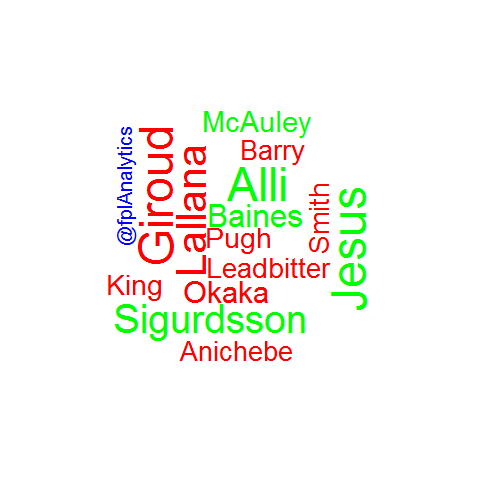 McAuley
@fplAnalytics
Giroud
Lallana
Barry
Alli
Baines
Smith
Jesus
Pugh
Leadbitter
King
Okaka
Sigurdsson
Anichebe